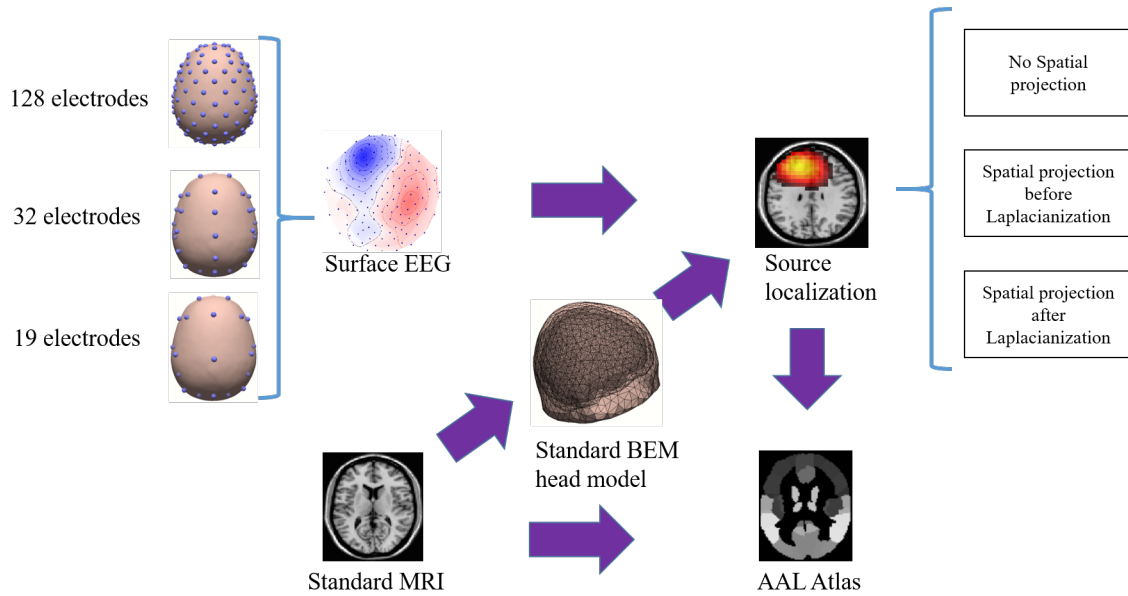 128 electrodes
32 electrodes
19 electrodes
Surface EEG
Standard MRI
Standard BEM
head model
Source
localization
AAL Atlas
No Spatial
projection
Spatial projection
before
Laplacianization
Spatial projection
after
Laplacianization